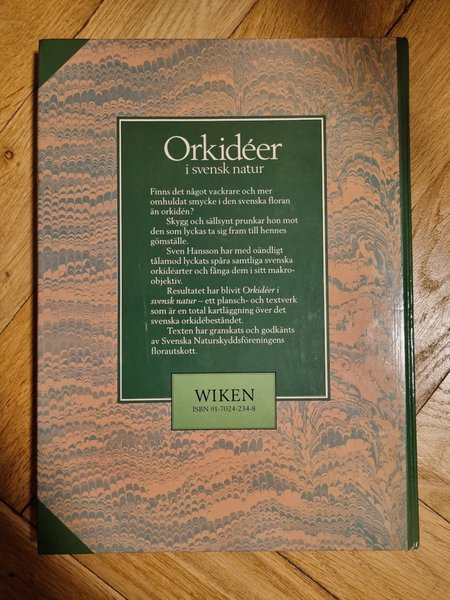 Orkidéer
i svensk natur
Finns det något vackrare och mer
omhuldat smycke i den svenska floran
än orkidén?
Skygg och sällsynt prunkar hon mot
den som lyckas ta sig fram till hennes
gömställe.
Sven Hansson har med oändligt
tålamod lyckats spåra samtliga svenska
orkidéarter och fånga dem i sitt makro-
objektiv.
Resultatet har blivit Orkidéer i
svensk natur – ett plansch- och textverk
som är en total kartläggning över det
svenska orkidébeståndet.
Texten har granskats och godkänts
av Svenska Naturskyddsföreningens
florautskott.
WIKEN
ISBN 91-7024-234-8